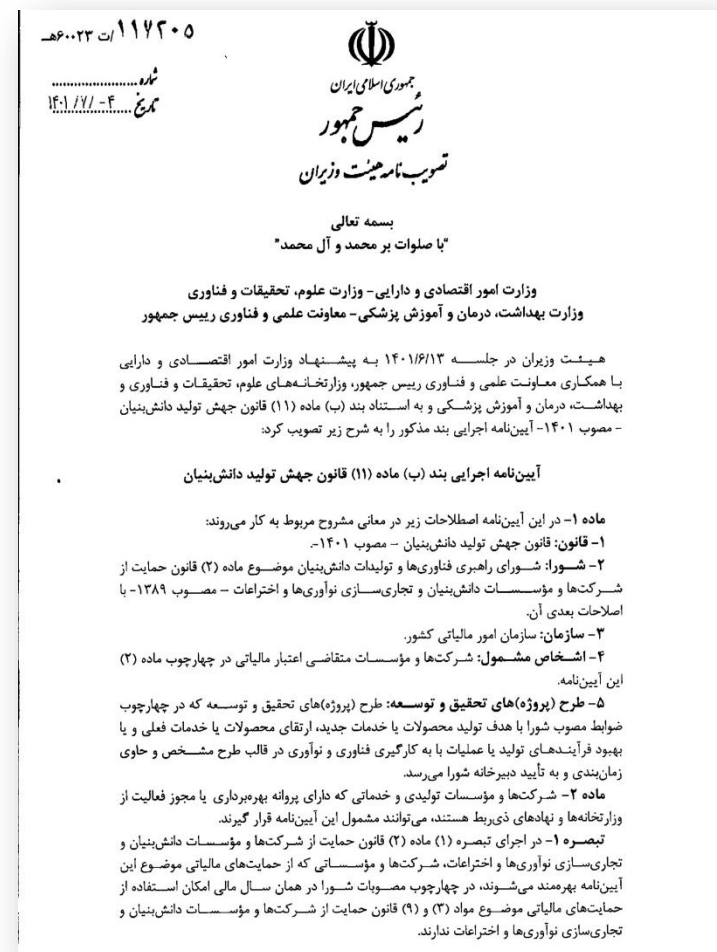 ۱۱۷۲۰۵/ت ۶۰۰۲۳هـ
شماره
تاریخ ۱۴۰۱/۷/-۴
جمهوری اسلامی ایران
رئیس جمهور
تصویب نامه هیئت وزیران
بسمه تعالی
"با صلوات بر محمد و آل محمد"
وزارت امور اقتصادی و دارایی- وزارت علوم، تحقیقات و فناوری
وزارت بهداشت، درمان و آموزش پزشکی- معاونت علمی و فناوری رییس جمهور
هیئت وزیران در جلسه ۱۴۰۱/۶/۱۳ به پیشنهاد وزارت امور اقتصادی و دارایی
با همکاری معاونت علمی و فناوری رییس جمهور، وزارتخانه‌های علوم، تحقیقات و فناوری و
بهداشت، درمان و آموزش پزشکی و به استناد بند (ب) ماده (۱۱) قانون جهش تولید دانش‌بنیان
- مصوب ۱۴۰۱- آیین‌نامه اجرایی بند مذکور را به شرح زیر تصویب کرد:
آیین‌نامه اجرایی بند (ب) ماده (۱۱) قانون جهش تولید دانش‌بنیان
ماده ۱- در این آیین‌نامه اصطلاحات زیر در معانی مشروح مربوط به کار می‌روند:
۱- قانون: قانون جهش تولید دانش‌بنیان – مصوب ۱۴۰۱-.
۲- شورا: شورای راهبری فناوری‌ها و تولیدات دانش‌بنیان موضوع ماده (۲) قانون حمایت از
شرکت‌ها و مؤسسات دانش‌بنیان و تجاری‌سازی نوآوری‌ها و اختراعات – مصوب ۱۳۸۹- با
اصلاحات بعدی آن.
۳- سازمان: سازمان امور مالیاتی کشور.
۴- اشخاص مشمول: شرکت‌ها و مؤسسات متقاضی اعتبار مالیاتی در چهارچوب ماده (۲)
این آیین‌نامه.
۵- طرح (پروژه)های تحقیق و توسعه: طرح (پروژه)های تحقیق و توسعه که در چهارچوب
ضوابط مصوب شورا با هدف تولید محصولات یا خدمات جدید، ارتقای محصولات یا خدمات فعلی و یا
بهبود فرآیندهای تولید یا عملیات با به کارگیری فناوری و نوآوری در قالب طرح مشخص و حاوی
زمان‌بندی و به تأیید دبیرخانه شورا می‌رسد.
ماده ۲- شرکت‌ها و مؤسسات تولیدی و خدماتی که دارای پروانه بهره‌برداری یا مجوز فعالیت از
وزارتخانه‌ها و نهادهای ذی‌ربط هستند، می‌توانند مشمول این آیین‌نامه قرار گیرند.
تبصره ۱- در اجرای تبصره (۱) ماده (۲) قانون حمایت از شرکت‌ها و مؤسسات دانش‌بنیان و
تجاری‌سازی نوآوری‌ها و اختراعات، شرکت‌ها و مؤسساتی که از حمایت‌های مالیاتی موضوع این
آیین‌نامه بهره‌مند می‌شوند، در چهارچوب مصوبات شورا در همان سال مالی امکان استفاده از
حمایت‌های مالیاتی موضوع مواد (۳) و (۹) قانون حمایت از شرکت‌ها و مؤسسات دانش‌بنیان و
تجاری‌سازی نوآوری‌ها و اختراعات ندارند.